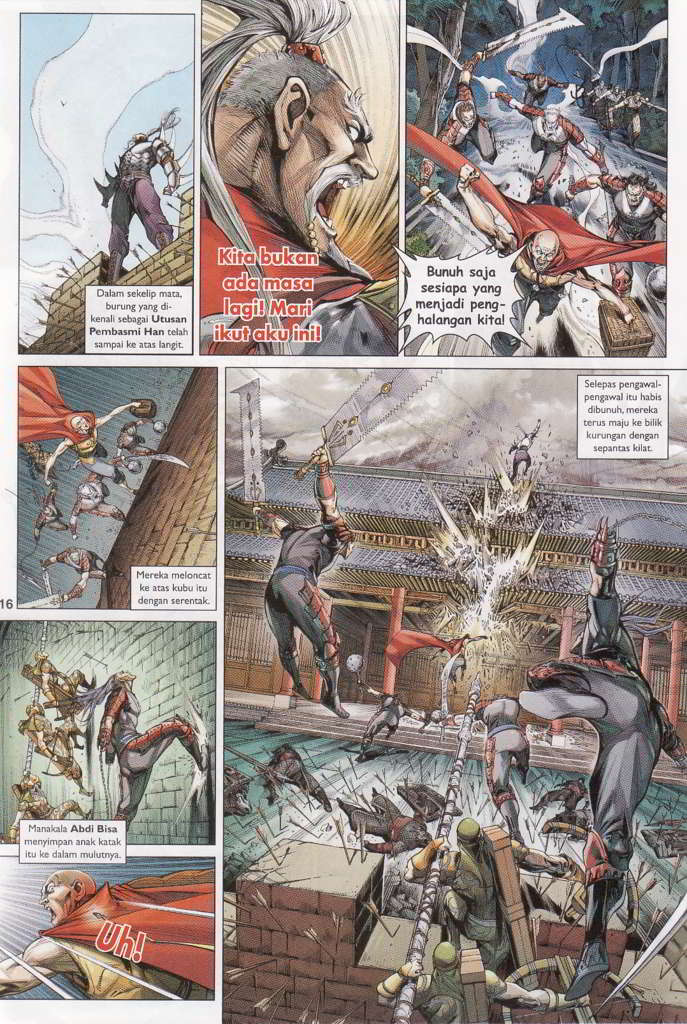 Dalam sekelip mata,
burung yang di-
kenali sebagai Utusan
Pembasmi Han telah
sampai ke atas langit.
Kita bukan
ada masa
lagi! Mari
ikut aku ini!
Bunuh saja
sesiapa yang
menjadi peng-
halangan kita!
Mereka meloncat
ke atas kubu itu
dengan serentak.
Selepas pengawal-
pengawal itu habis
dibunuh, mereka
terus maju ke bilik
kurungan dengan
sepantas kilat.
16
Manakala Abdi Bisa
menyimpan anak katak
itu ke dalam mulutnya.
Uh!